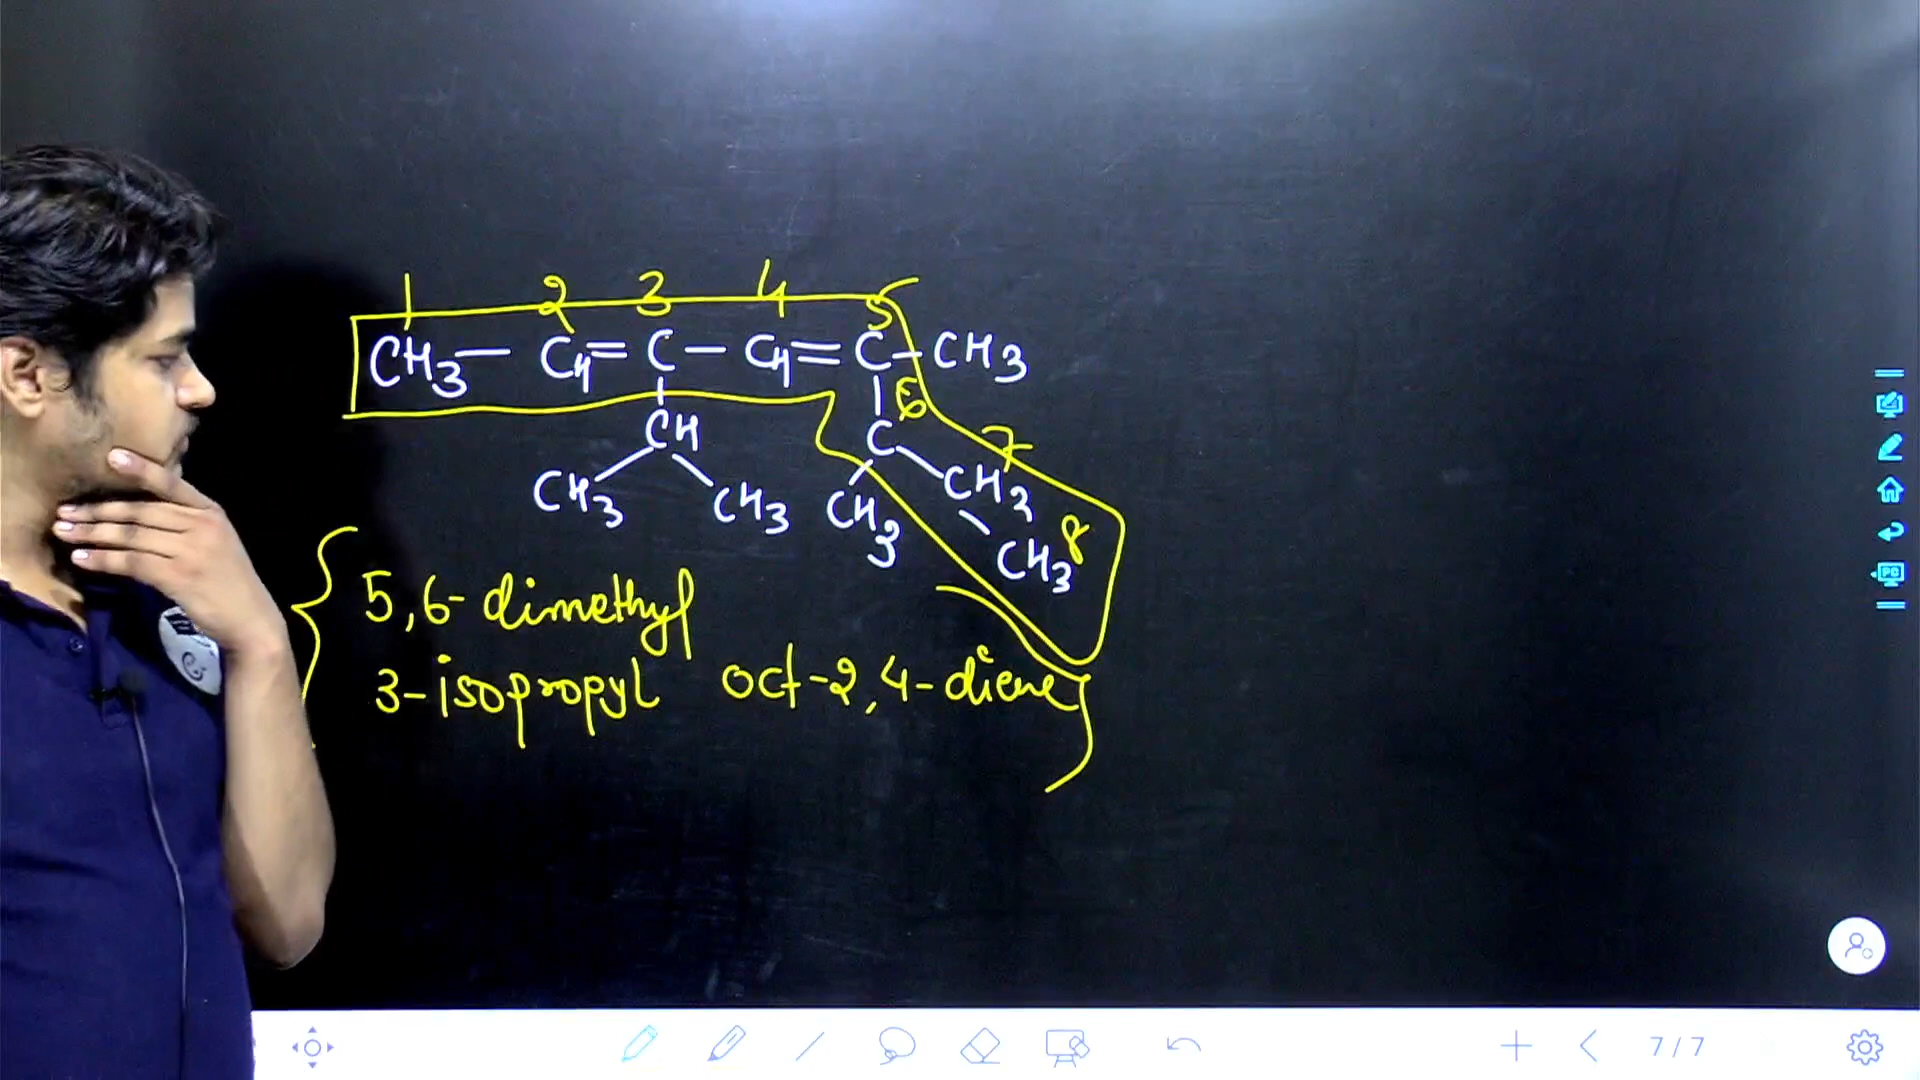 1 2 3 4 5
CH3 — CH = C — CH = C — CH3
6
CH C 7
CH3 CH3 CH3 CH2
8
CH3
5,6- dimethyl
3-isopropyl oct-2,4-diene
7/7